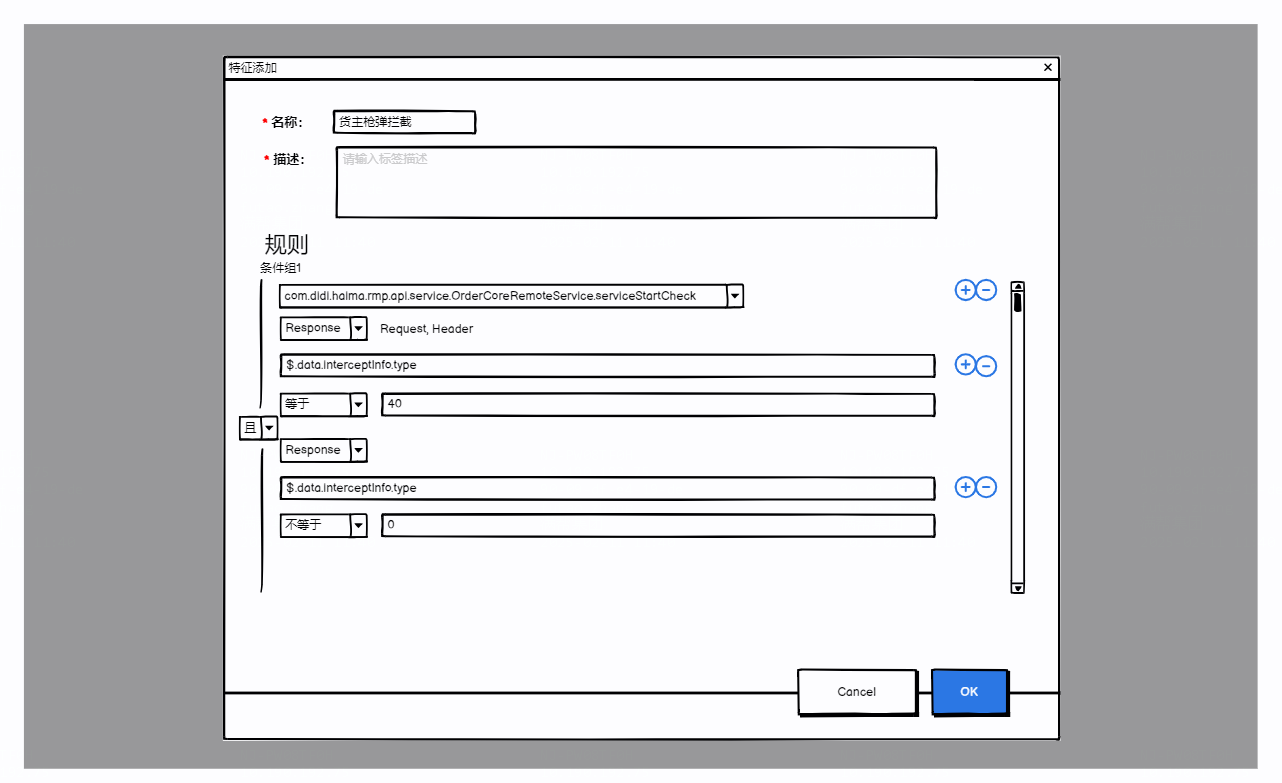 特征添加
* 名称: 货主枪弹拦截
* 描述: 请输入标签描述
规则
条件组1
com.didi.haima.rmp.api.service.OrderCoreRemoteService.serviceStartCheck
Response Request, Header
$.data.interceptInfo.type
等于 40
且
Response
$.data.interceptInfo.type
不等于 0
Cancel OK